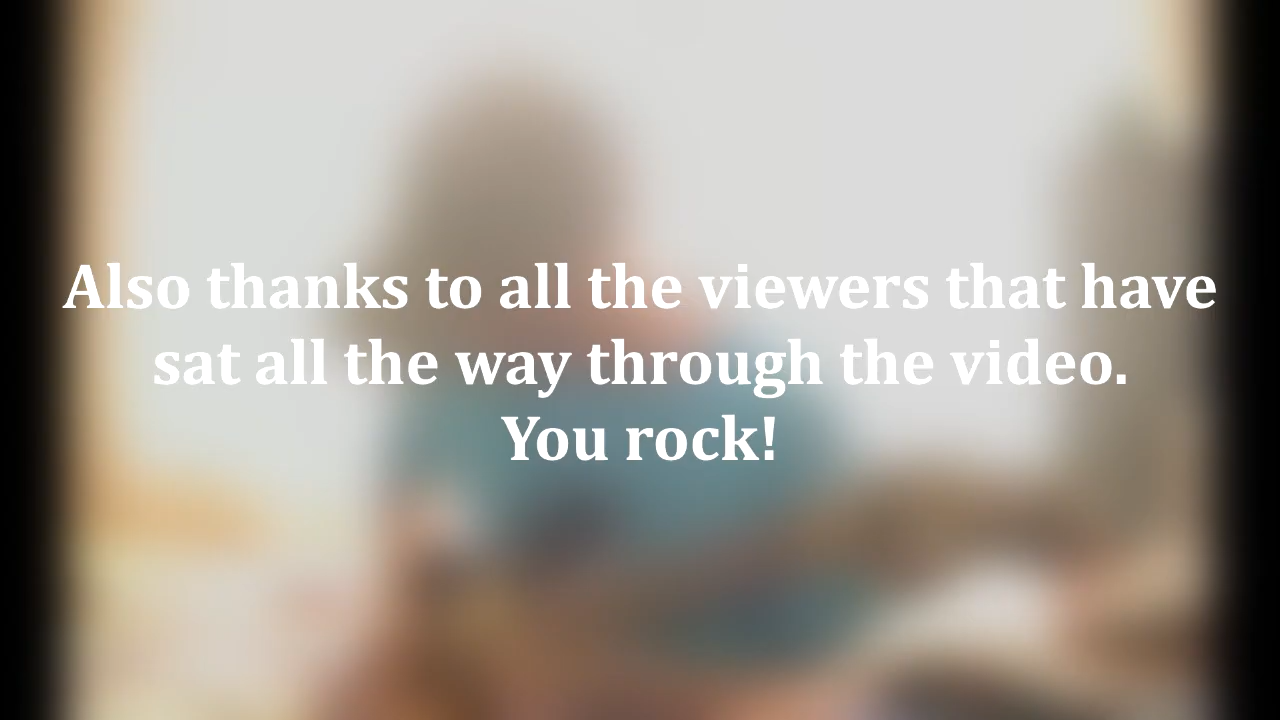 Also thanks to all the viewers that have
sat all the way through the video.
You rock!